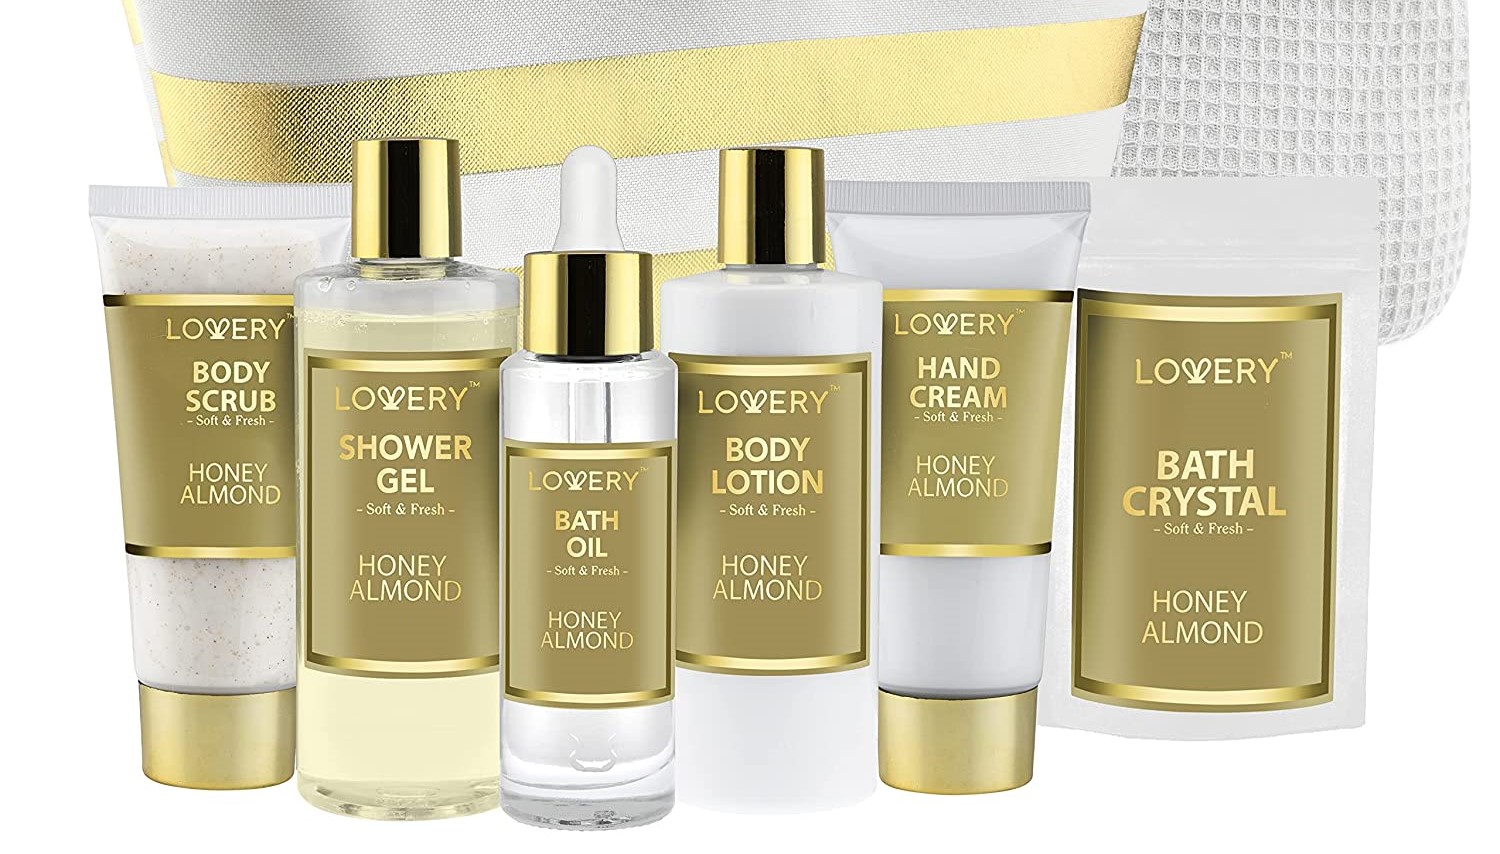 LOVERY™
BODY
SCRUB
- Soft & Fresh -
HONEY
ALMOND
LOVERY™
SHOWER
GEL
- Soft & Fresh -
HONEY
ALMOND
LOVERY™
BATH
OIL
- Soft & Fresh -
HONEY
ALMOND
LOVERY™
BODY
LOTION
- Soft & Fresh -
HONEY
ALMOND
LOVERY™
HAND
CREAM
- Soft & Fresh -
HONEY
ALMOND
LOVERY™
BATH
CRYSTAL
- Soft & Fresh -
HONEY
ALMOND